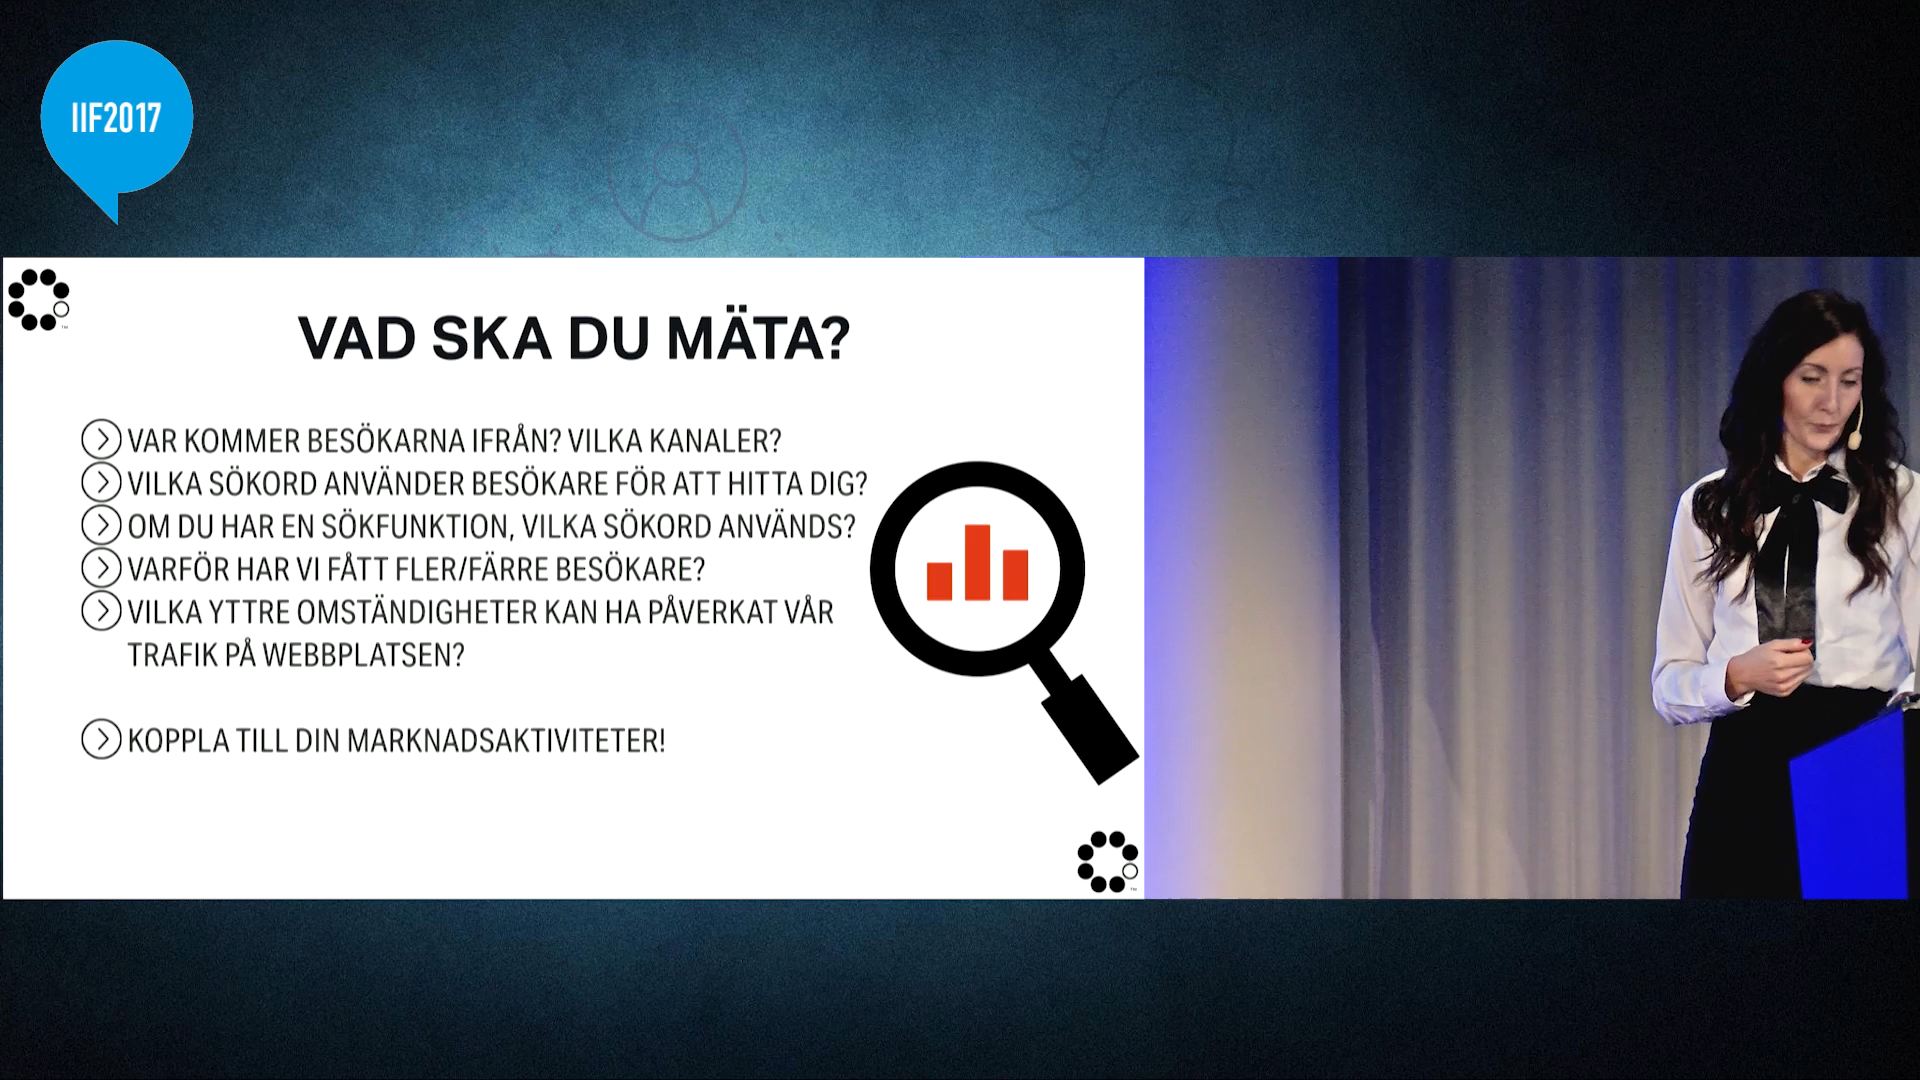 IIF2017
VAD SKA DU MÄTA?
VAR KOMMER BESÖKARNA IFRÅN? VILKA KANALER?
VILKA SÖKORD ANVÄNDER BESÖKARE FÖR ATT HITTA DIG?
OM DU HAR EN SÖKFUNKTION, VILKA SÖKORD ANVÄNDS?
VARFÖR HAR VI FÅTT FLER/FÄRRE BESÖKARE?
VILKA YTTRE OMSTÄNDIGHETER KAN HA PÅVERKAT VÅR
TRAFIK PÅ WEBBPLATSEN?
KOPPLA TILL DIN MARKNADSAKTIVITETER!